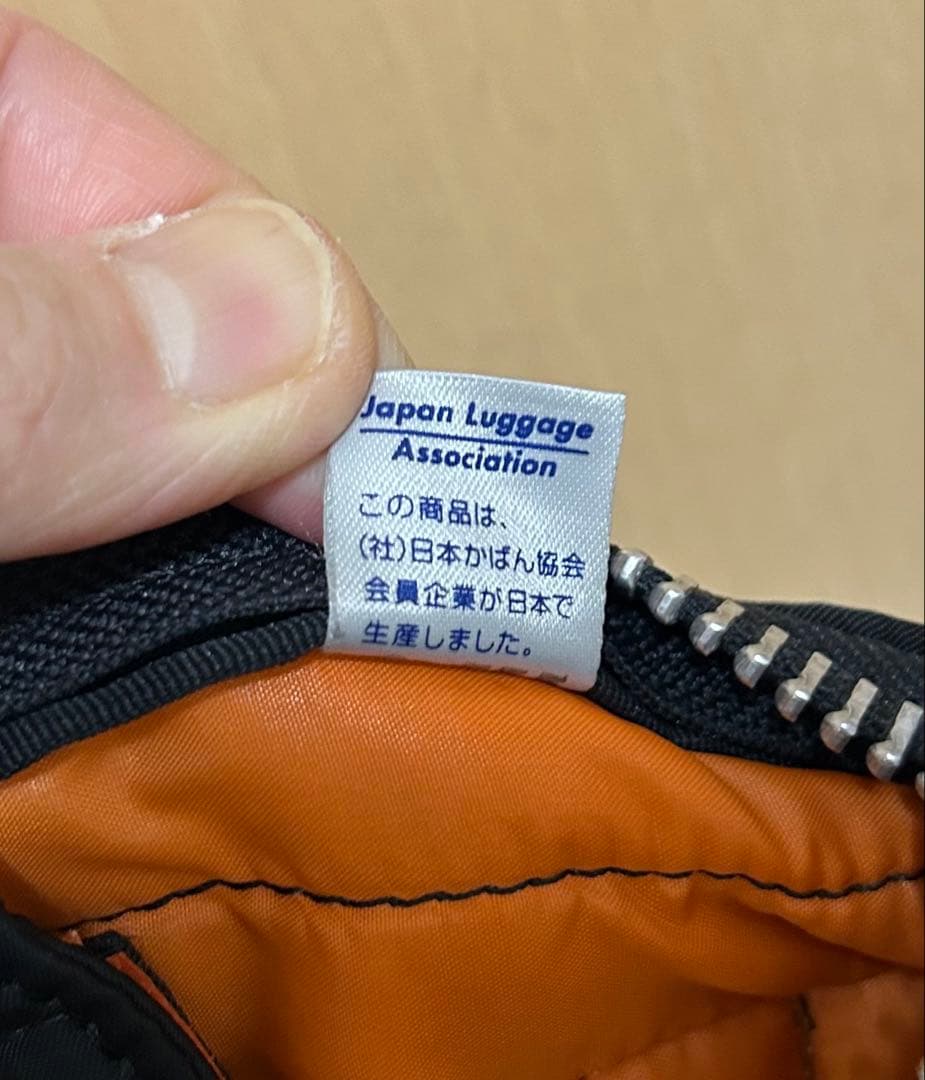 Japan Luggage
Association
この商品は、
(社)日本かばん協会
会員企業が日本で
生産しました。